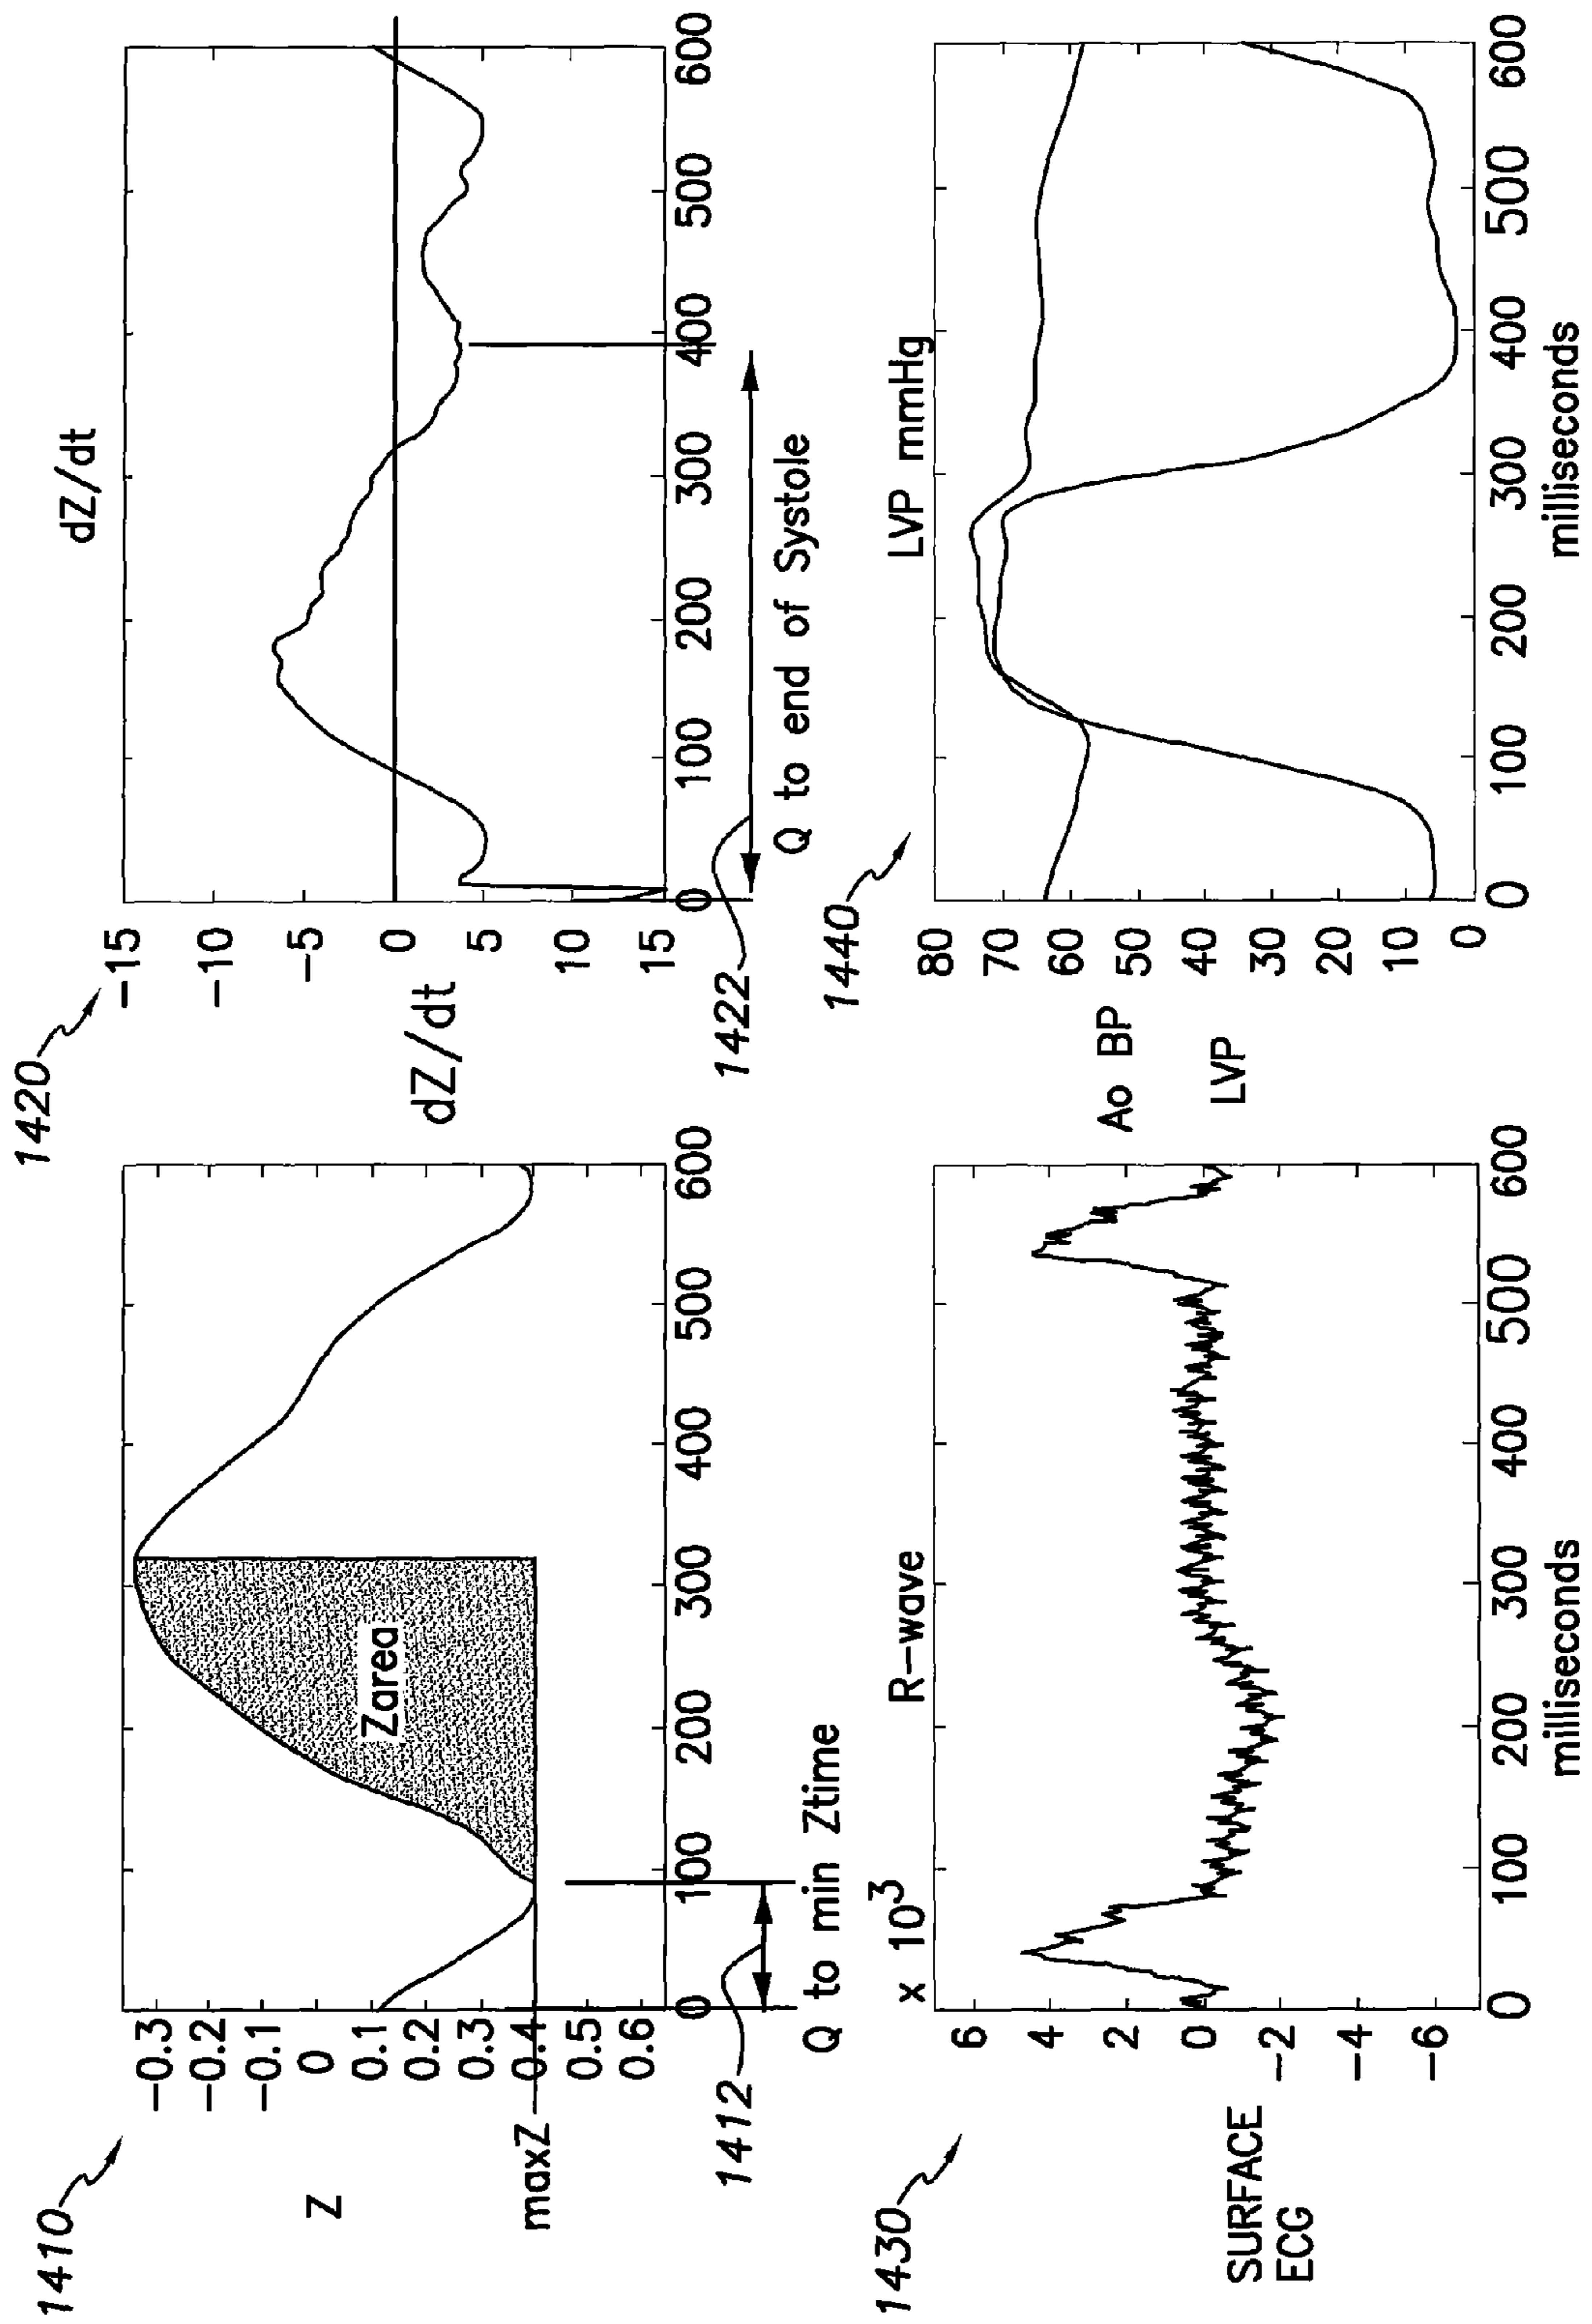 1410
Z
-0.3
-0.2
-0.1
0
0.1
0.2
0.3
0.4
0.5
0.6
maxZ
Zarea
0 100 200 300 400 500 600
1412
Q to min Ztime
1420
dZ/dt
dZ/dt
-15
-10
-5
0
5
10
15
0 100 200 300 400 500 600
1422
Q to end of Systole
1430
x 10³ R-wave
SURFACE
ECG
6
4
2
0
-2
-4
-6
0 100 200 300 400 500 600
milliseconds
1440
LVP mmHg
Ao BP
LVP
80
70
60
50
40
30
20
10
0
0 100 200 300 400 500 600
milliseconds